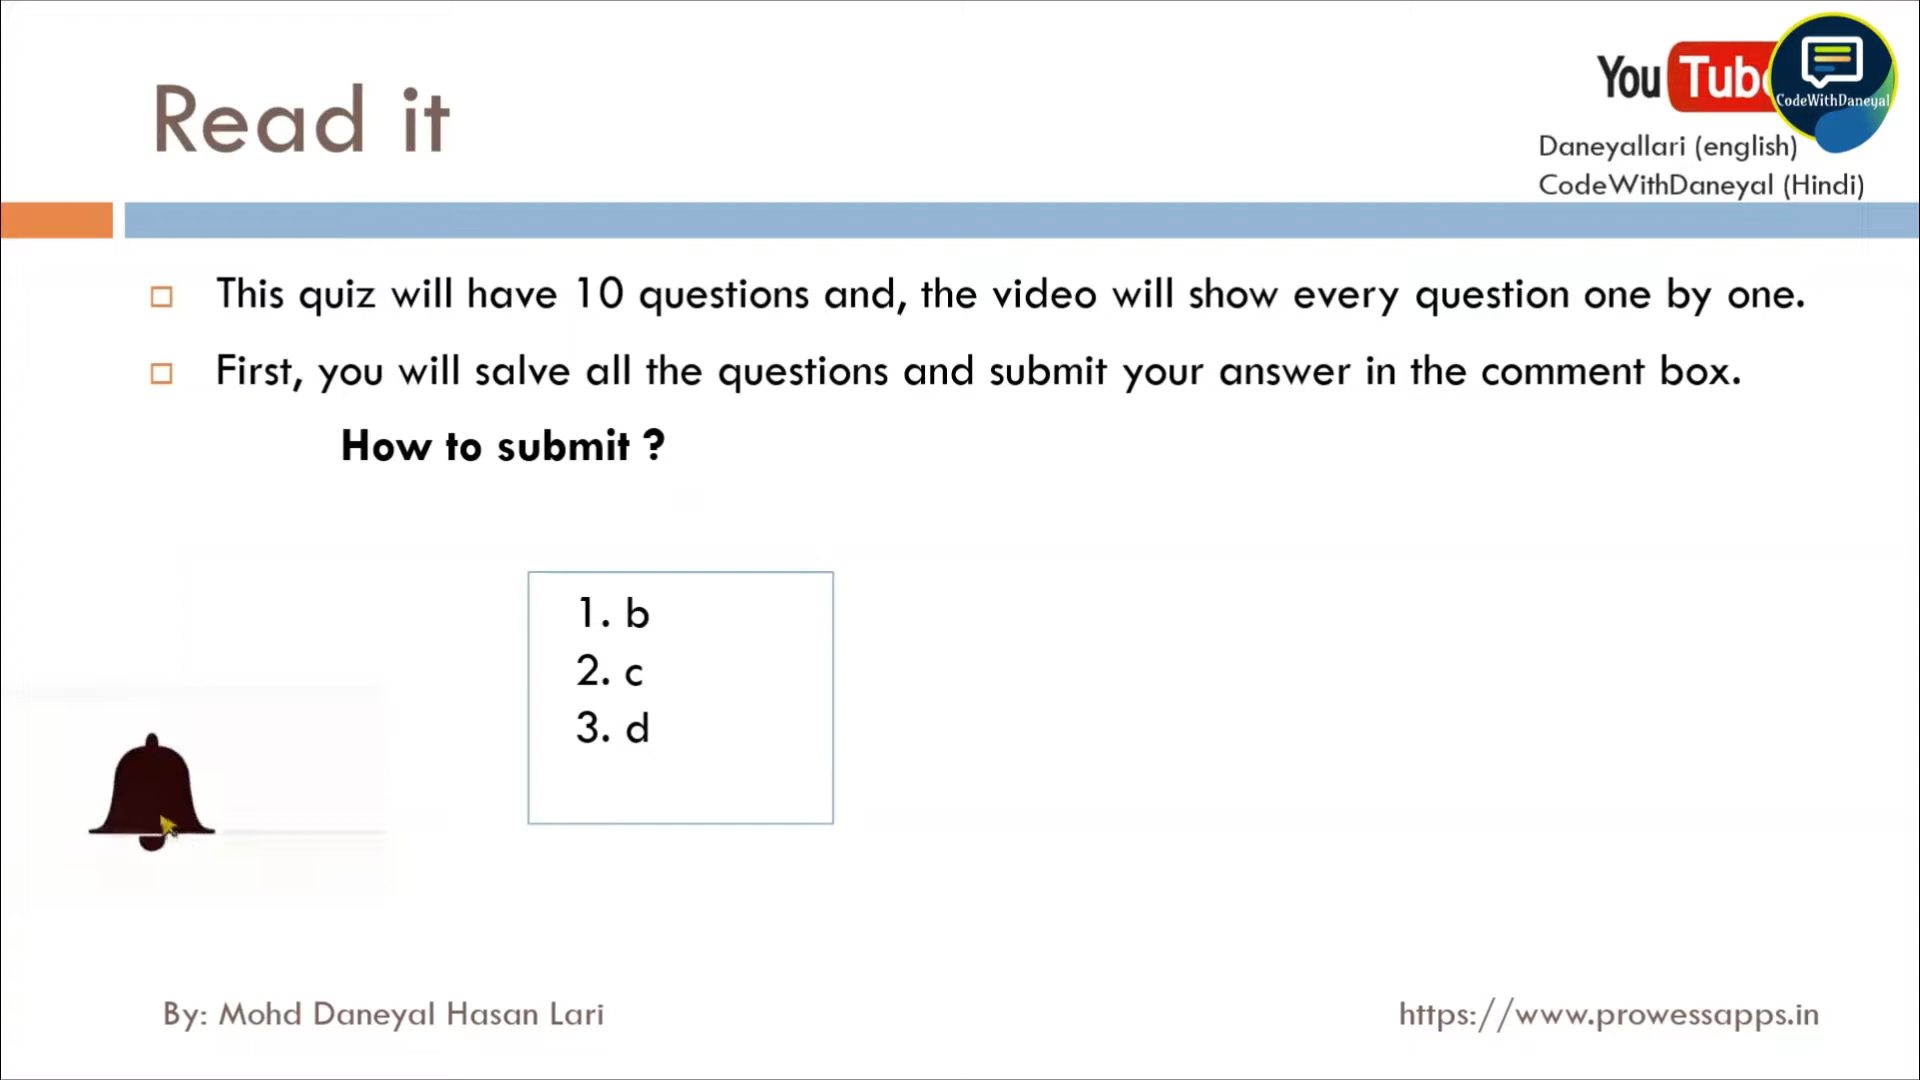 Read it
YouTube
CodeWithDaneyal
Daneyallari (english)
CodeWithDaneyal (Hindi)
This quiz will have 10 questions and, the video will show every question one by one.
First, you will salve all the questions and submit your answer in the comment box.
How to submit ?
1. b
2. c
3. d
By: Mohd Daneyal Hasan Lari
https://www.prowessapps.in